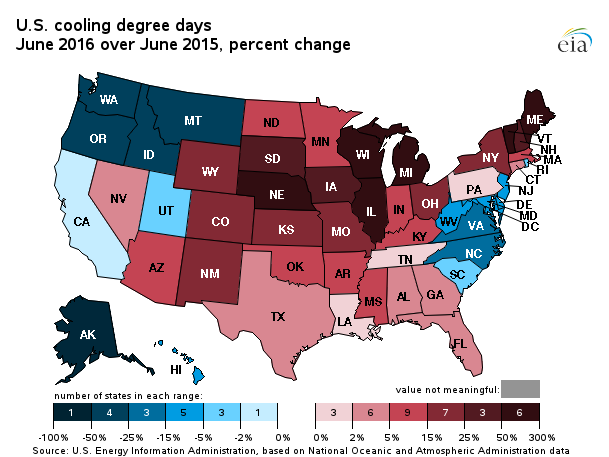 U.S. cooling degree days
June 2016 over June 2015, percent change
eia
WA
MT
ND
MN
ME
OR
ID
WI
MI
VT
NH
SD
NY
MA
WY
RI
CT
NE
IA
PA
NJ
NV
UT
IL
IN
OH
DE
CA
CO
WV
MD
VA
DC
KS
MO
KY
NC
TN
AZ
NM
OK
AR
SC
MS
AL
GA
TX
LA
AK
FL
HI
number of states in each range:
value not meaningful:
1 4 3 5 3 1 3 6 9 7 3 6
-100% -50% -25% -15% -5% -2% 0% 0% 2% 5% 15% 25% 50% 300%
Source: U.S. Energy Information Administration, based on National Oceanic and Atmospheric Administration data